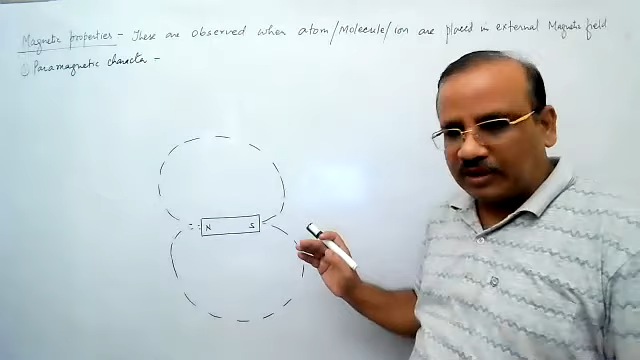 Magnetic properties - These are observed when atom/Molecule/ion are placed in external Magnetic field
① Paramagnetic character -
N S